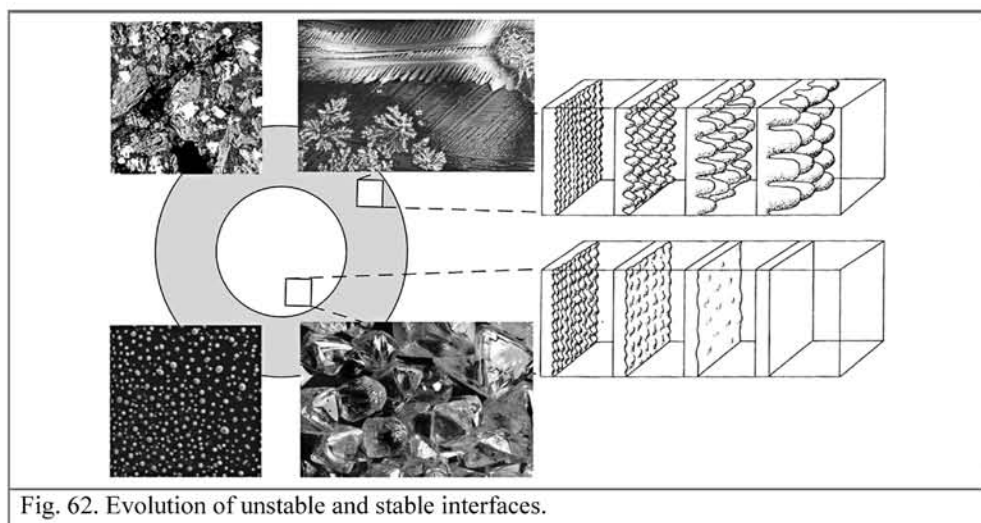 Fig. 62. Evolution of unstable and stable interfaces.